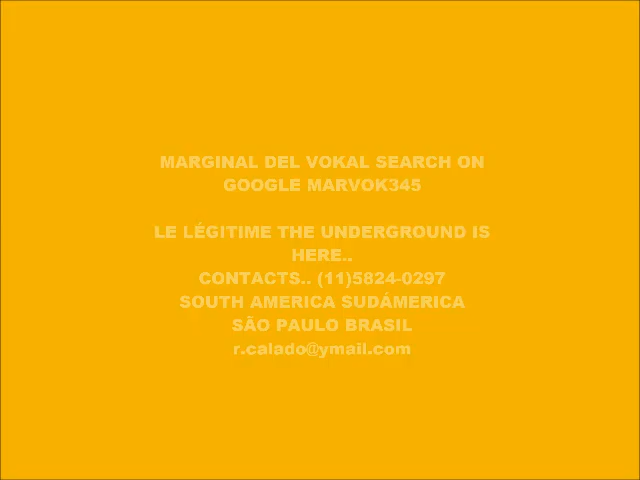 MARGINAL DEL VOKAL SEARCH ON
GOOGLE MARVOK345
LE LÉGITIME THE UNDERGROUND IS
HERE..
CONTACTS.. (11)5824-0297
SOUTH AMERICA SUDÁMERICA
SÃO PAULO BRASIL
r.calado@ymail.com